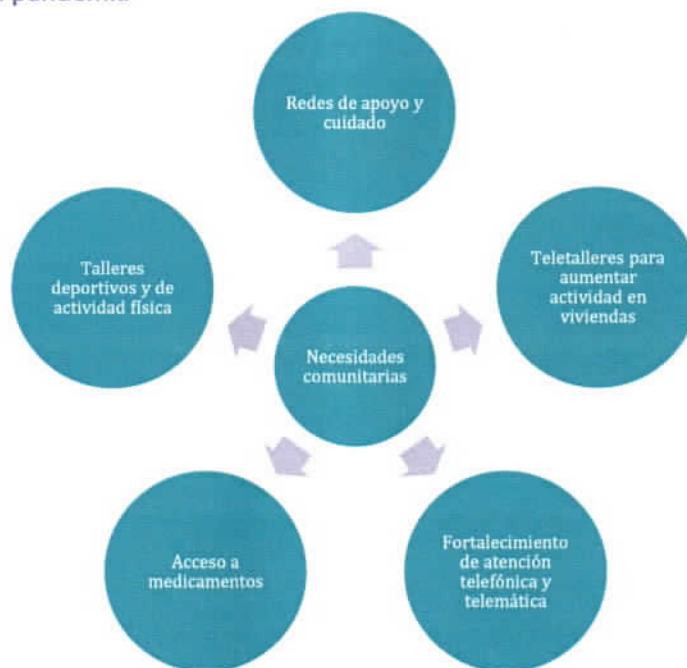 pandemia
Redes de apoyo y
cuidado
Teletalleres para
aumentar
actividad en
viviendas
Fortalecimiento
de atención
telefónica y
telemática
Acceso a
medicamentos
Talleres
deportivos y de
actividad física
Necesidades
comunitarias